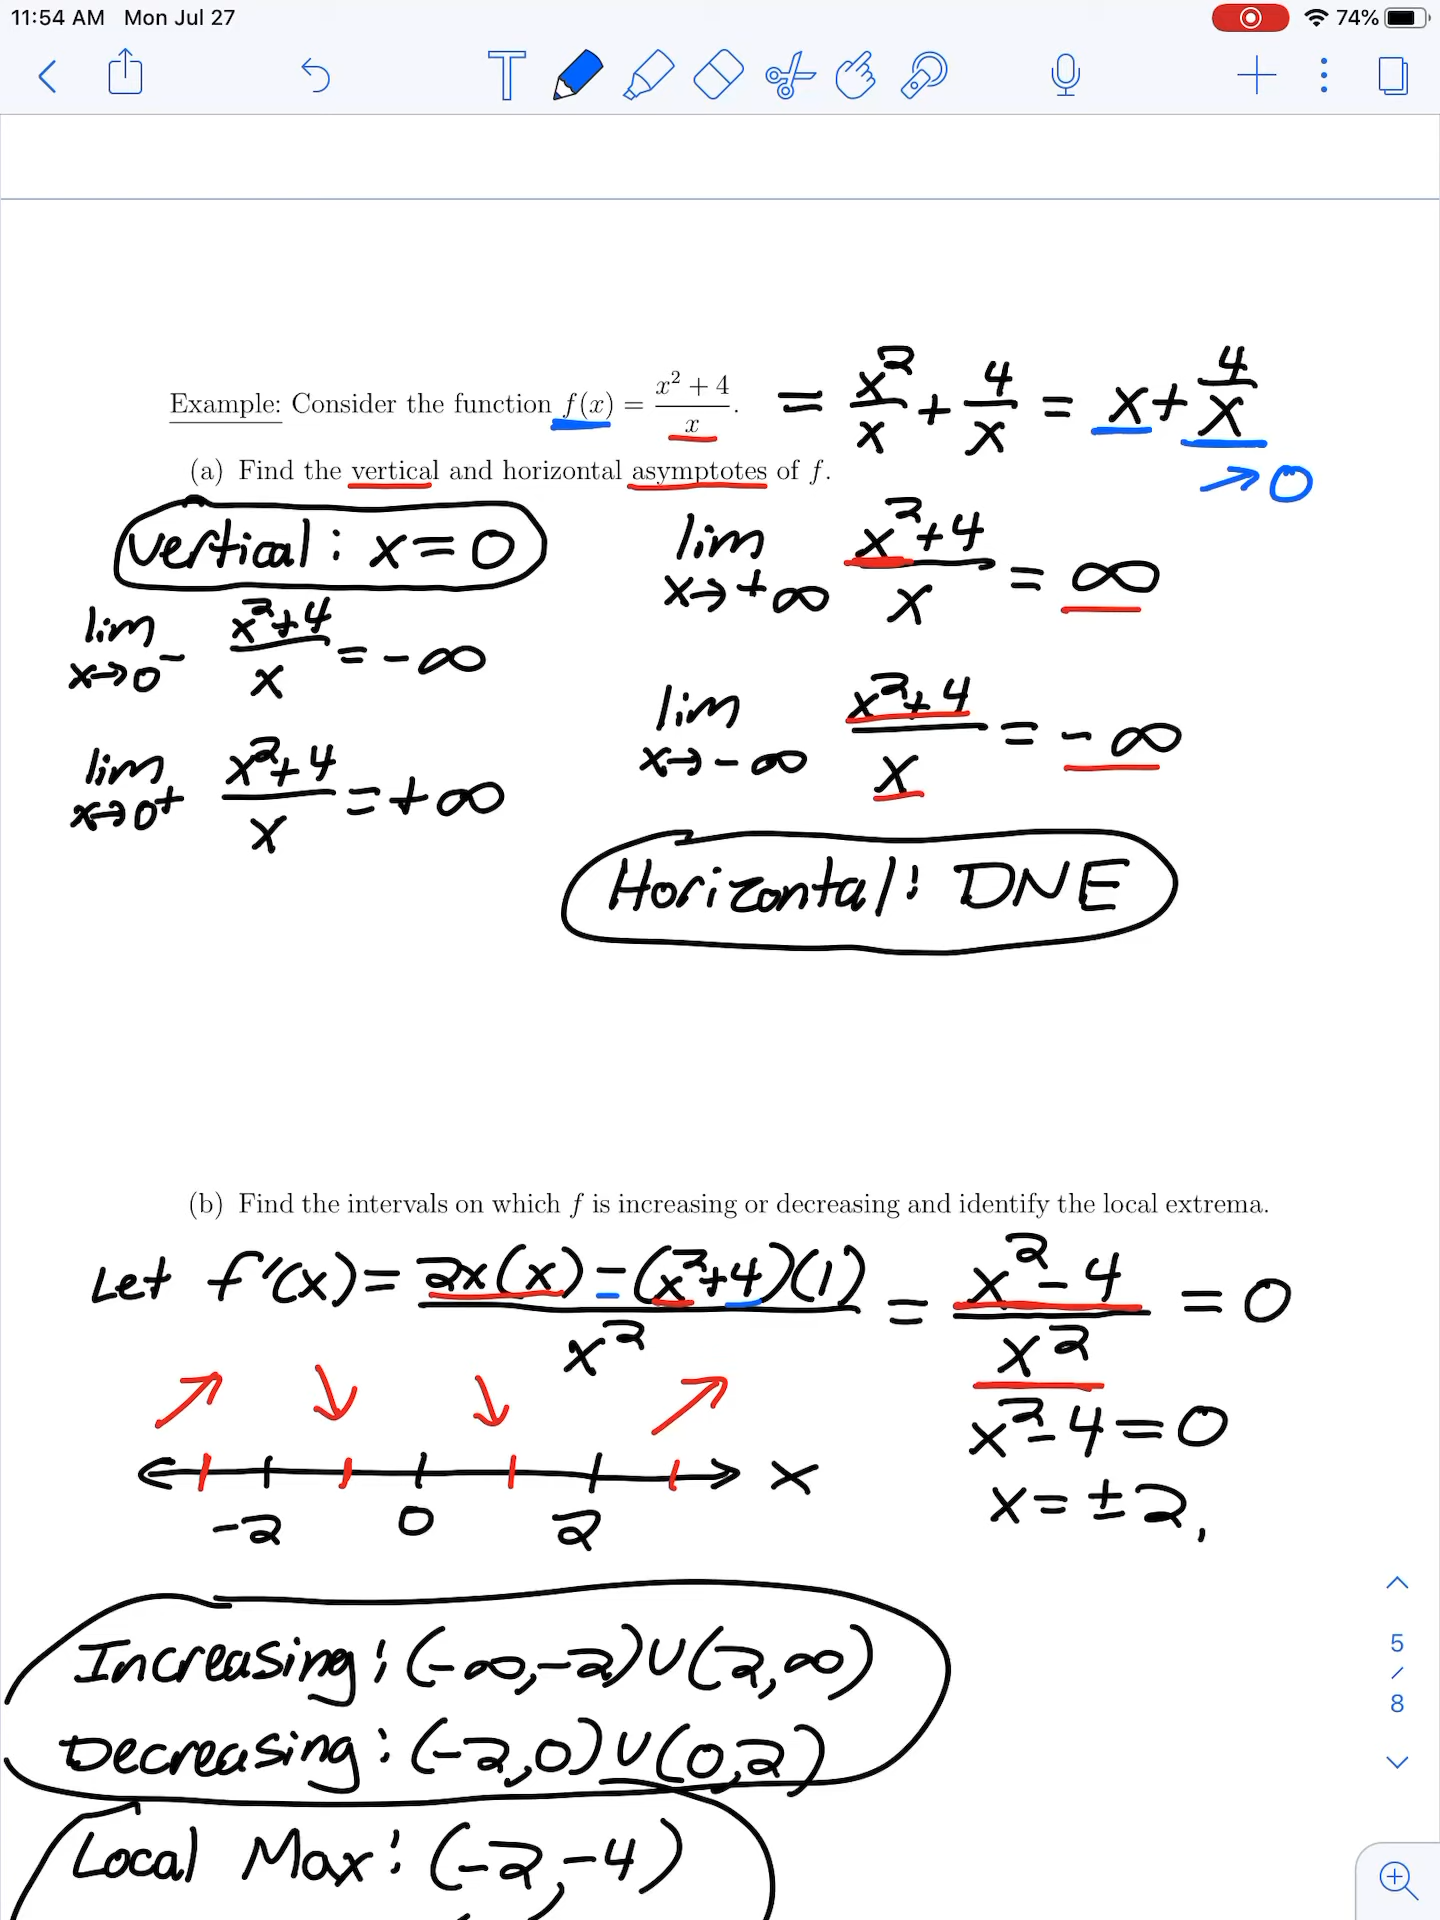 11:54 AM Mon Jul 27 74%
Example: Consider the function f(x) = (x² + 4)/x. = x²/x + 4/x = x + 4/x
→ 0
(a) Find the vertical and horizontal asymptotes of f.
Vertical: x = 0
lim x→0⁻ (x²+4)/x = -∞
lim x→0⁺ (x²+4)/x = +∞
lim x→+∞ (x²+4)/x = ∞
lim x→-∞ (x²+4)/x = -∞
Horizontal: DNE
(b) Find the intervals on which f is increasing or decreasing and identify the local extrema.
Let f'(x) = (2x(x) - (x²+4)(1))/x² = (x²-4)/x² = 0
x²-4 = 0
x = ±2,
x
-2 0 2
Increasing: (-∞,-2)∪(2,∞)
Decreasing: (-2,0)∪(0,2)
Local Max: (-2,-4)
5
/
8